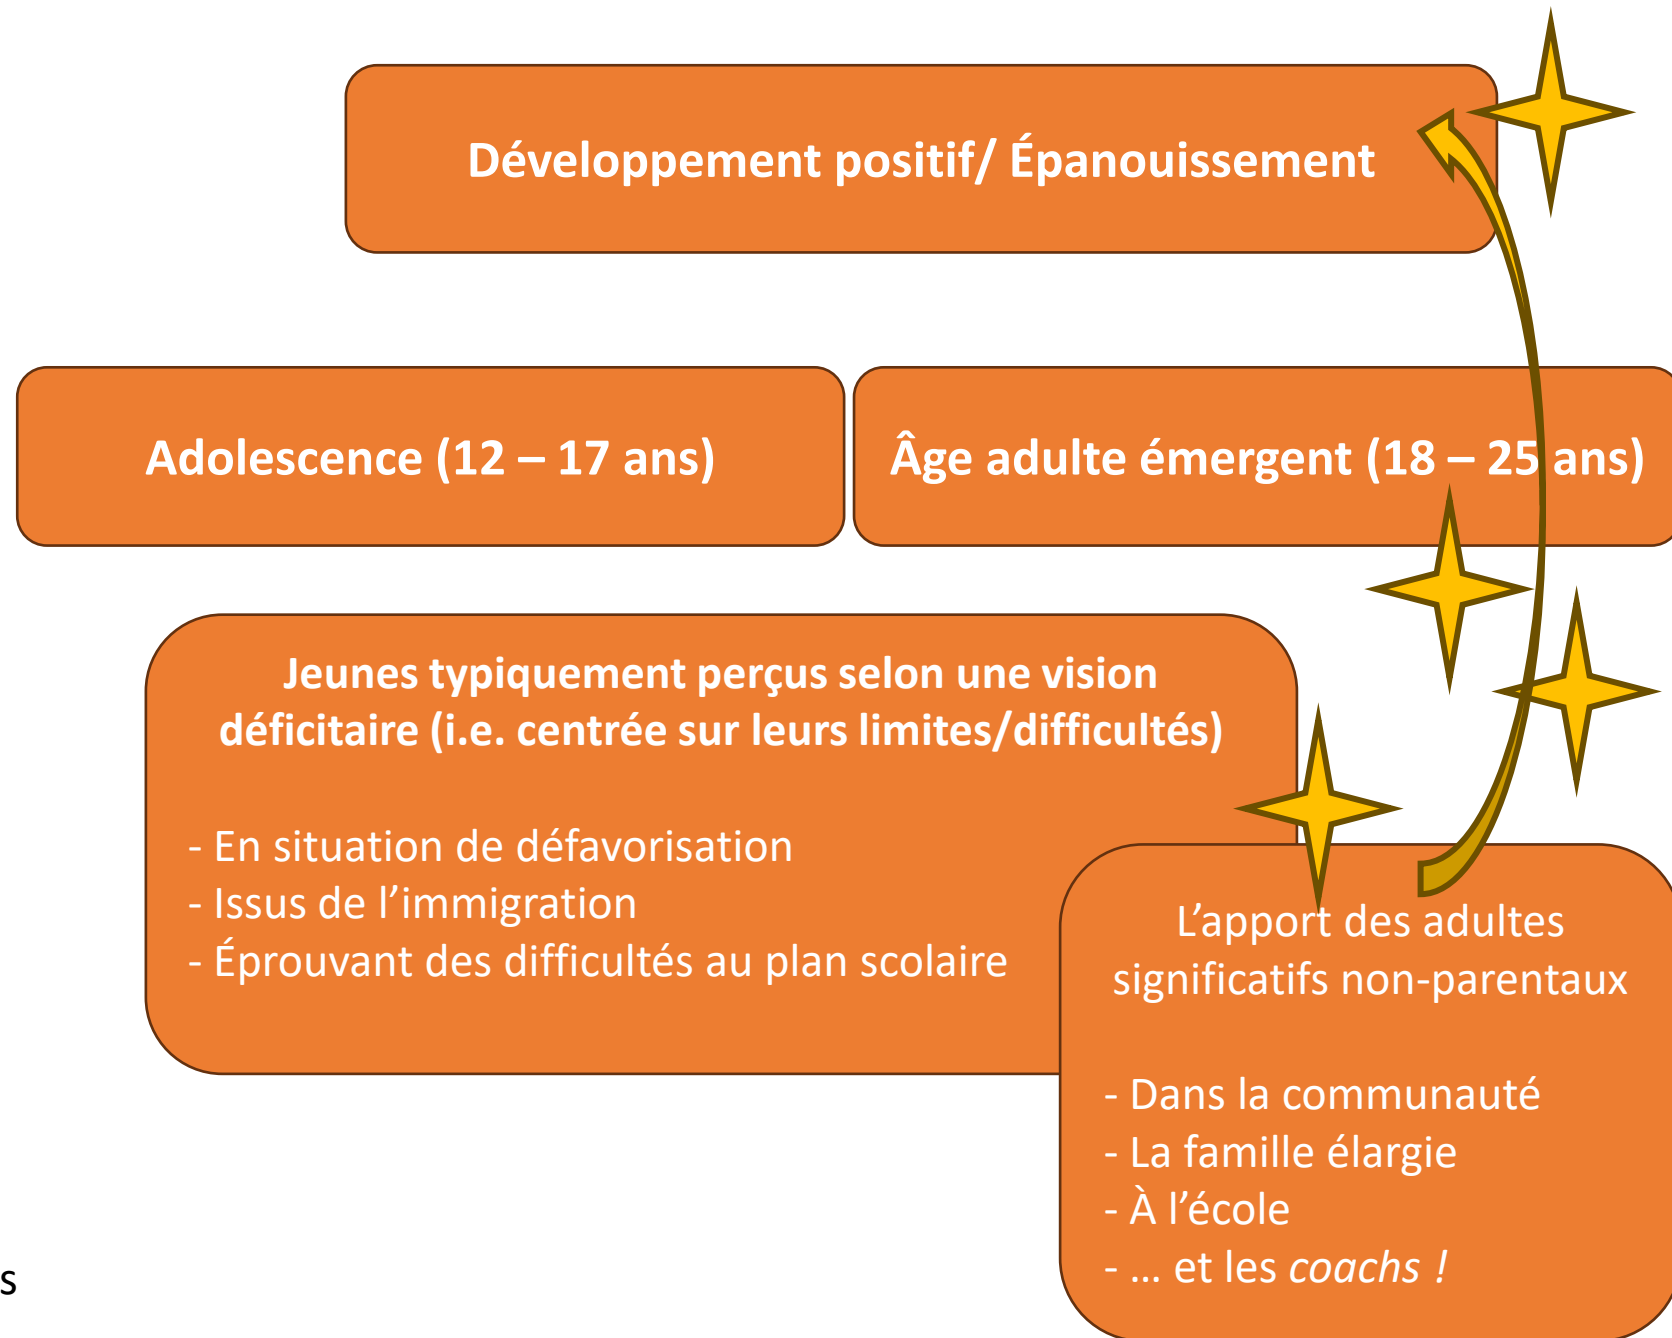 Développement positif/ Épanouissement
Adolescence (12 – 17 ans)
Âge adulte émergent (18 – 25 ans)
Jeunes typiquement perçus selon une vision
déficitaire (i.e. centrée sur leurs limites/difficultés)
- En situation de défavorisation
- Issus de l’immigration
- Éprouvant des difficultés au plan scolaire
L’apport des adultes
significatifs non-parentaux
- Dans la communauté
- La famille élargie
- À l’école
- … et les coachs !
s